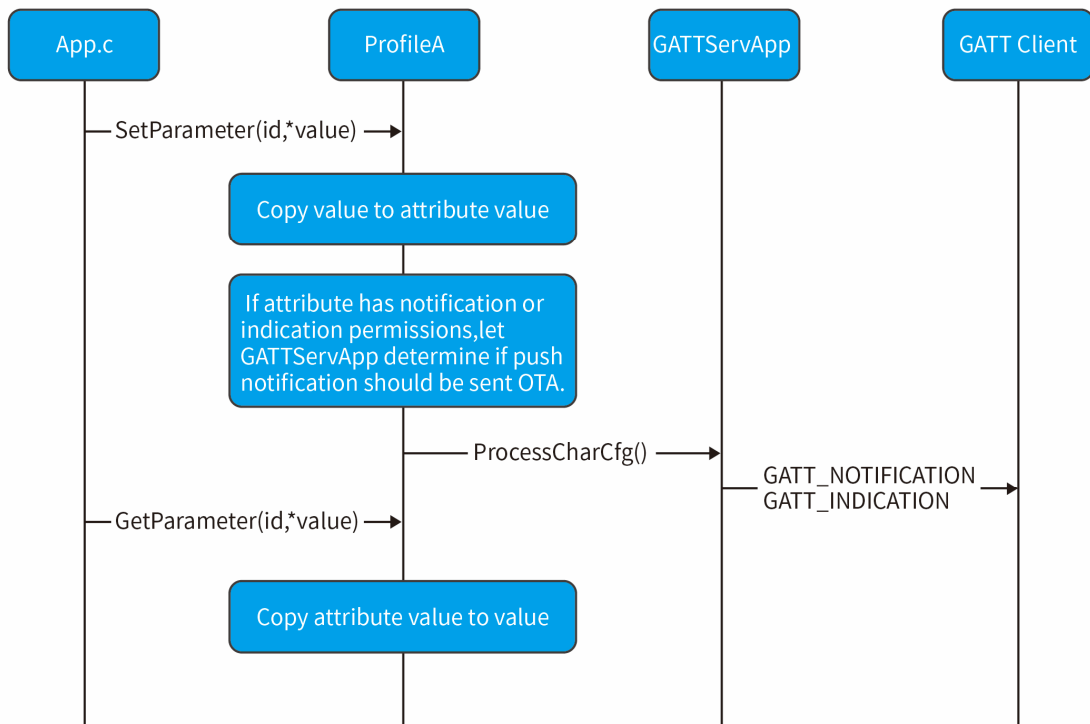 App.c
ProfileA
GATTServApp
GATT Client
SetParameter(id,*value)
Copy value to attribute value
If attribute has notification or
indication permissions,let
GATTServApp determine if push
notification should be sent OTA.
ProcessCharCfg()
GATT_NOTIFICATION
GATT_INDICATION
GetParameter(id,*value)
Copy attribute value to value